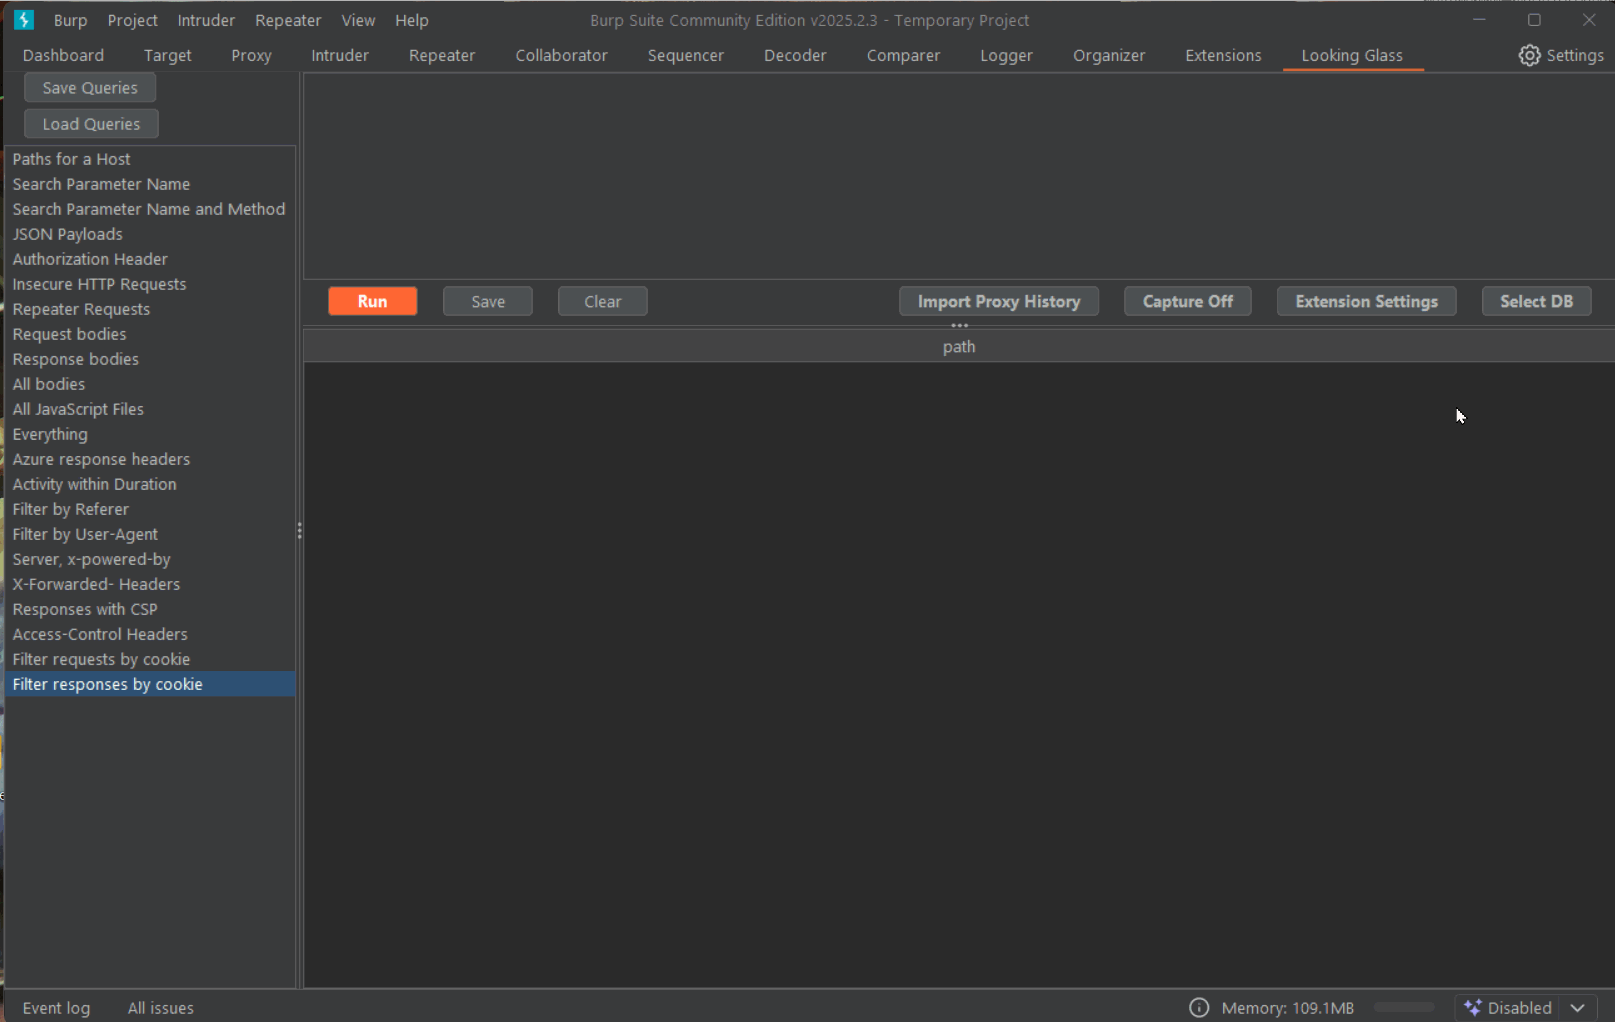 Burp Project Intruder Repeater View Help Burp Suite Community Edition v2025.2.3 - Temporary Project
Dashboard Target Proxy Intruder Repeater Collaborator Sequencer Decoder Comparer Logger Organizer Extensions Looking Glass Settings
Save Queries
Load Queries
Paths for a Host
Search Parameter Name
Search Parameter Name and Method
JSON Payloads
Authorization Header
Insecure HTTP Requests
Repeater Requests
Request bodies
Response bodies
All bodies
All JavaScript Files
Everything
Azure response headers
Activity within Duration
Filter by Referer
Filter by User-Agent
Server, x-powered-by
X-Forwarded- Headers
Responses with CSP
Access-Control Headers
Filter requests by cookie
Filter responses by cookie
Run Save Clear Import Proxy History Capture Off Extension Settings Select DB
path
Event log All issues Memory: 109.1MB Disabled